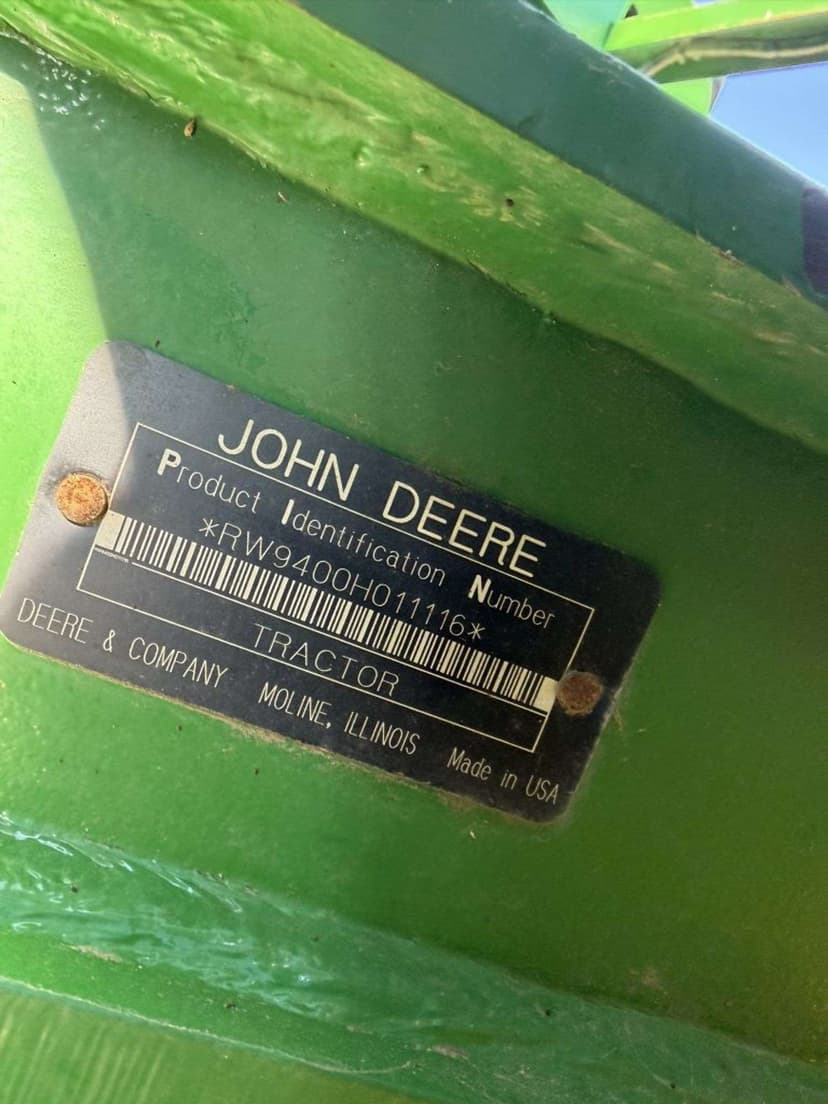 JOHN DEERE
Product Identification Number
*RW9400H011116*
TRACTOR
DEERE & COMPANY MOLINE, ILLINOIS Made in USA